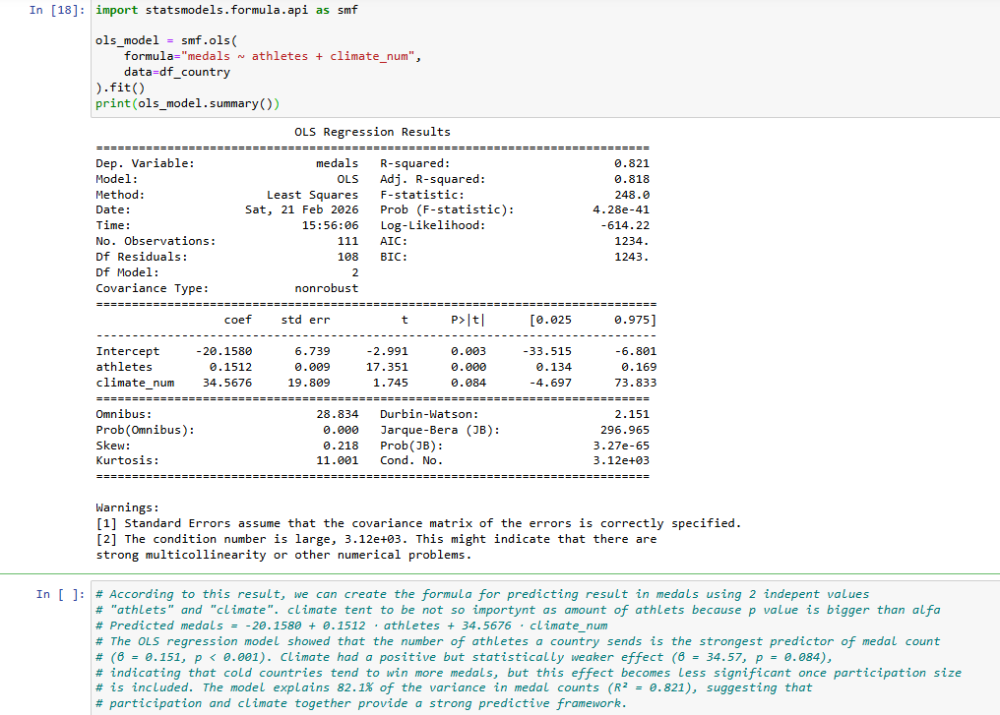 In [18]: import statsmodels.formula.api as smf
ols_model = smf.ols(
formula="medals ~ athletes + climate_num",
data=df_country
).fit()
print(ols_model.summary())
OLS Regression Results
==============================================================================
Dep. Variable: medals R-squared: 0.821
Model: OLS Adj. R-squared: 0.818
Method: Least Squares F-statistic: 248.0
Date: Sat, 21 Feb 2026 Prob (F-statistic): 4.28e-41
Time: 15:56:06 Log-Likelihood: -614.22
No. Observations: 111 AIC: 1234.
Df Residuals: 108 BIC: 1243.
Df Model: 2
Covariance Type: nonrobust
===============================================================================
coef std err t P>|t| [0.025 0.975]
-------------------------------------------------------------------------------
Intercept -20.1580 6.739 -2.991 0.003 -33.515 -6.801
athletes 0.1512 0.009 17.351 0.000 0.134 0.169
climate_num 34.5676 19.809 1.745 0.084 -4.697 73.833
==============================================================================
Omnibus: 28.834 Durbin-Watson: 2.151
Prob(Omnibus): 0.000 Jarque-Bera (JB): 296.965
Skew: 0.218 Prob(JB): 3.27e-65
Kurtosis: 11.001 Cond. No. 3.12e+03
==============================================================================
Warnings:
[1] Standard Errors assume that the covariance matrix of the errors is correctly specified.
[2] The condition number is large, 3.12e+03. This might indicate that there are
strong multicollinearity or other numerical problems.
In [ ]: # According to this result, we can create the formula for predicting result in medals using 2 indepent values
# "athlets" and "climate". climate tent to be not so importynt as amount of athlets because p value is bigger than alfa
# Predicted medals = -20.1580 + 0.1512 · athletes + 34.5676 · climate_num
# The OLS regression model showed that the number of athletes a country sends is the strongest predictor of medal count
# (β = 0.151, p < 0.001). Climate had a positive but statistically weaker effect (β = 34.57, p = 0.084),
# indicating that cold countries tend to win more medals, but this effect becomes less significant once participation size
# is included. The model explains 82.1% of the variance in medal counts (R² = 0.821), suggesting that
# participation and climate together provide a strong predictive framework.